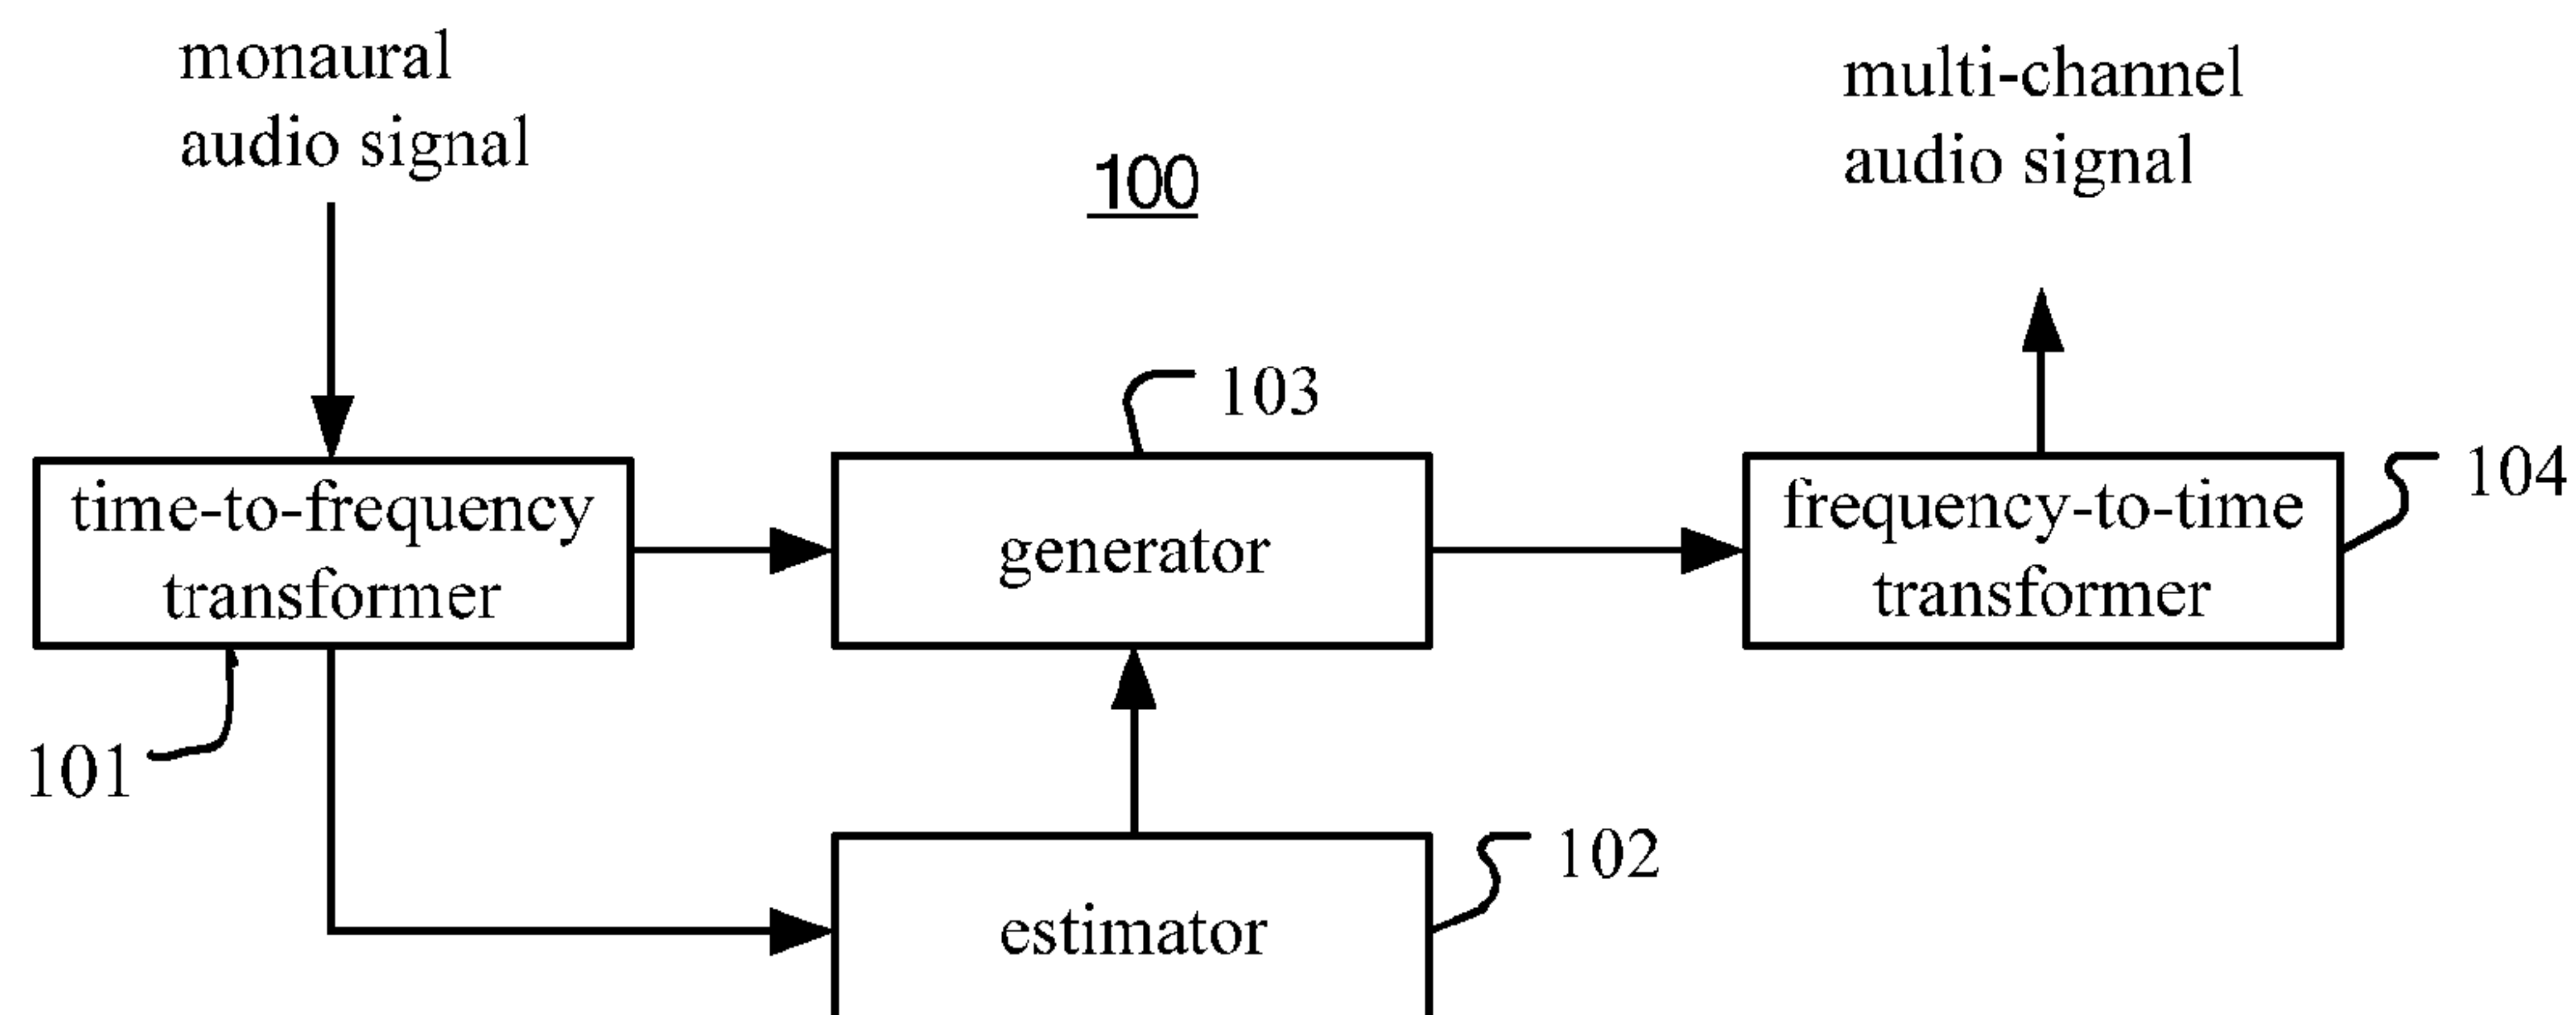 monaural
audio signal
multi-channel
audio signal
100
103
104
time-to-frequency
transformer
generator
frequency-to-time
transformer
101
102
estimator